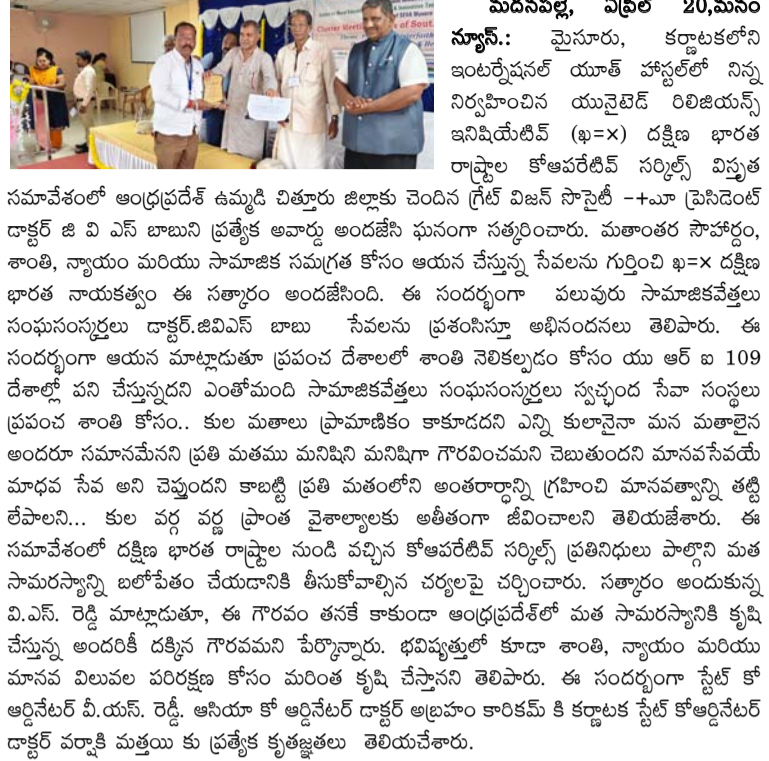 Cluster Meeting of South
మదనపల్లి, ఏప్రిల్ 20,మనం
న్యూస్.: మైసూరు, కర్ణాటకలోని
ఇంటర్నేషనల్ యూత్ హాస్టల్‌లో నిన్న
నిర్వహించిన యునైటెడ్ రిలిజియన్స్
ఇనిషియేటివ్ (ఖ=×) దక్షిణ భారత
రాష్ట్రాల కోఆపరేటివ్ సర్కిల్స్ విస్తృత
సమావేశంలో ఆంధ్రప్రదేశ్ ఉమ్మడి చిత్తూరు జిల్లాకు చెందిన గ్రేట్ విజన్ సొసైటీ -+ఎూ ప్రెసిడెంట్
డాక్టర్ జి వి ఎస్ బాబుని ప్రత్యేక అవార్డు అందజేసి ఘనంగా సత్కరించారు. మతాంతర సౌహార్దం,
శాంతి, న్యాయం మరియు సామాజిక సమగ్రత కోసం ఆయన చేస్తున్న సేవలను గుర్తించి ఖ=× దక్షిణ
భారత నాయకత్వం ఈ సత్కారం అందజేసింది. ఈ సందర్భంగా పలువురు సామాజికవేత్తలు
సంఘసంస్కర్తలు డాక్టర్.జివిఎస్ బాబు సేవలను ప్రశంసిస్తూ అభినందనలు తెలిపారు. ఈ
సందర్భంగా ఆయన మాట్లాడుతూ ప్రపంచ దేశాలలో శాంతి నెలికల్పడం కోసం యు ఆర్ ఐ 109
దేశాల్లో పని చేస్తున్నదని ఎంతోమంది సామాజికవేత్తలు సంఘసంస్కర్తలు స్వచ్ఛంద సేవా సంస్థలు
ప్రపంచ శాంతి కోసం.. కుల మతాలు ప్రామాణికం కాకూడదని ఎన్ని కులానైనా మన మతాలైన
అందరూ సమానమేనని ప్రతి మతము మనిషిని మనిషిగా గౌరవించమని చెబుతుందని మానవసేవయే
మాధవ సేవ అని చెప్తుందని కాబట్టి ప్రతి మతంలోని అంతరార్ధాన్ని గ్రహించి మానవత్వాన్ని తట్టి
లేపాలని... కుల వర్గ వర్ణ ప్రాంత వైశాల్యాలకు అతీతంగా జీవించాలని తెలియజేశారు. ఈ
సమావేశంలో దక్షిణ భారత రాష్ట్రాల నుండి వచ్చిన కోఆపరేటివ్ సర్కిల్స్ ప్రతినిధులు పాల్గొని మత
సామరస్యాన్ని బలోపేతం చేయడానికి తీసుకోవాల్సిన చర్యలపై చర్చించారు. సత్కారం అందుకున్న
వి.ఎస్. రెడ్డి మాట్లాడుతూ, ఈ గౌరవం తనకే కాకుండా ఆంధ్రప్రదేశ్‌లో మత సామరస్యానికి కృషి
చేస్తున్న అందరికీ దక్కిన గౌరవమని పేర్కొన్నారు. భవిష్యత్తులో కూడా శాంతి, న్యాయం మరియు
మానవ విలువల పరిరక్షణ కోసం మరింత కృషి చేస్తానని తెలిపారు. ఈ సందర్భంగా స్టేట్ కో
ఆర్డినేటర్ వీ.యస్. రెడ్డీ. ఆసియా కో ఆర్డినేటర్ డాక్టర్ అబ్రహం కారికమ్ కి కర్ణాటక స్టేట్ కోఆర్డినేటర్
డాక్టర్ వర్షాకి మత్తయి కు ప్రత్యేక కృతజ్ఞతలు తెలియచేశారు.